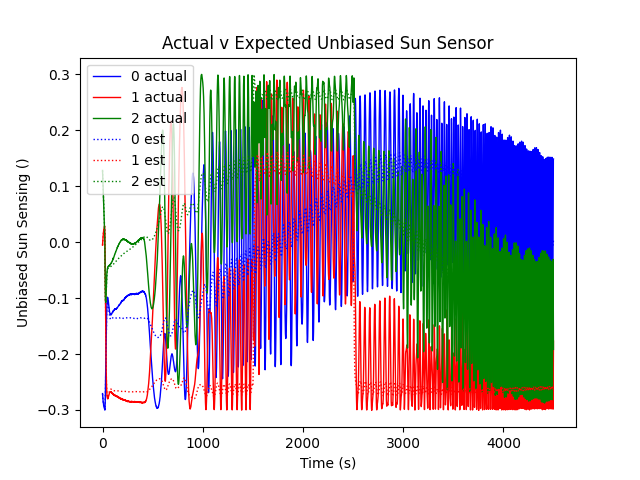 Actual v Expected Unbiased Sun Sensor
0.3
0.2
0.1
0.0
−0.1
−0.2
−0.3
Unbiased Sun Sensing ()
0 actual
1 actual
2 actual
0 est
1 est
2 est
0
1000
2000
3000
4000
Time (s)